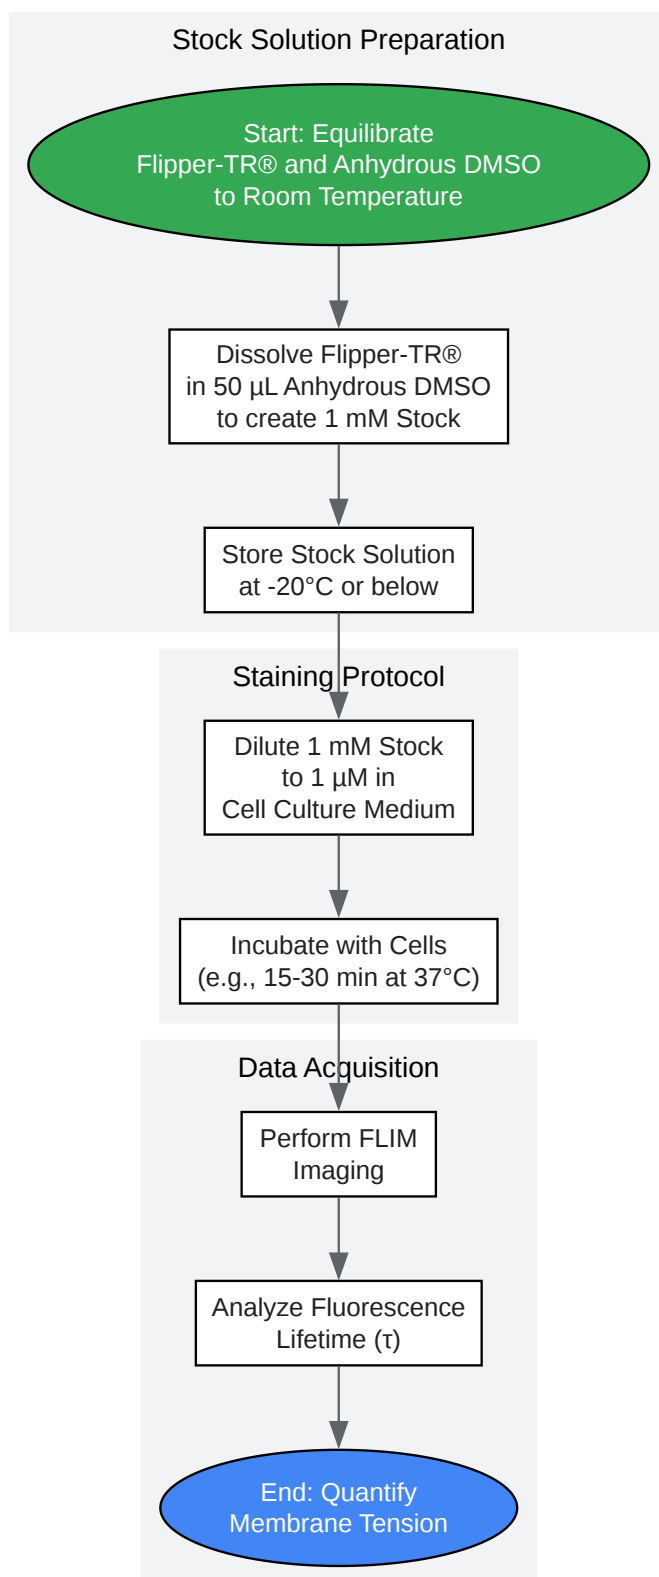 Stock Solution Preparation
Start: Equilibrate
Flipper-TR® and Anhydrous DMSO
to Room Temperature
Dissolve Flipper-TR®
in 50 µL Anhydrous DMSO
to create 1 mM Stock
Store Stock Solution
at -20°C or below
Staining Protocol
Dilute 1 mM Stock
to 1 µM in
Cell Culture Medium
Incubate with Cells
(e.g., 15-30 min at 37°C)
Data Acquisition
Perform FLIM
Imaging
Analyze Fluorescence
Lifetime (τ)
End: Quantify
Membrane Tension